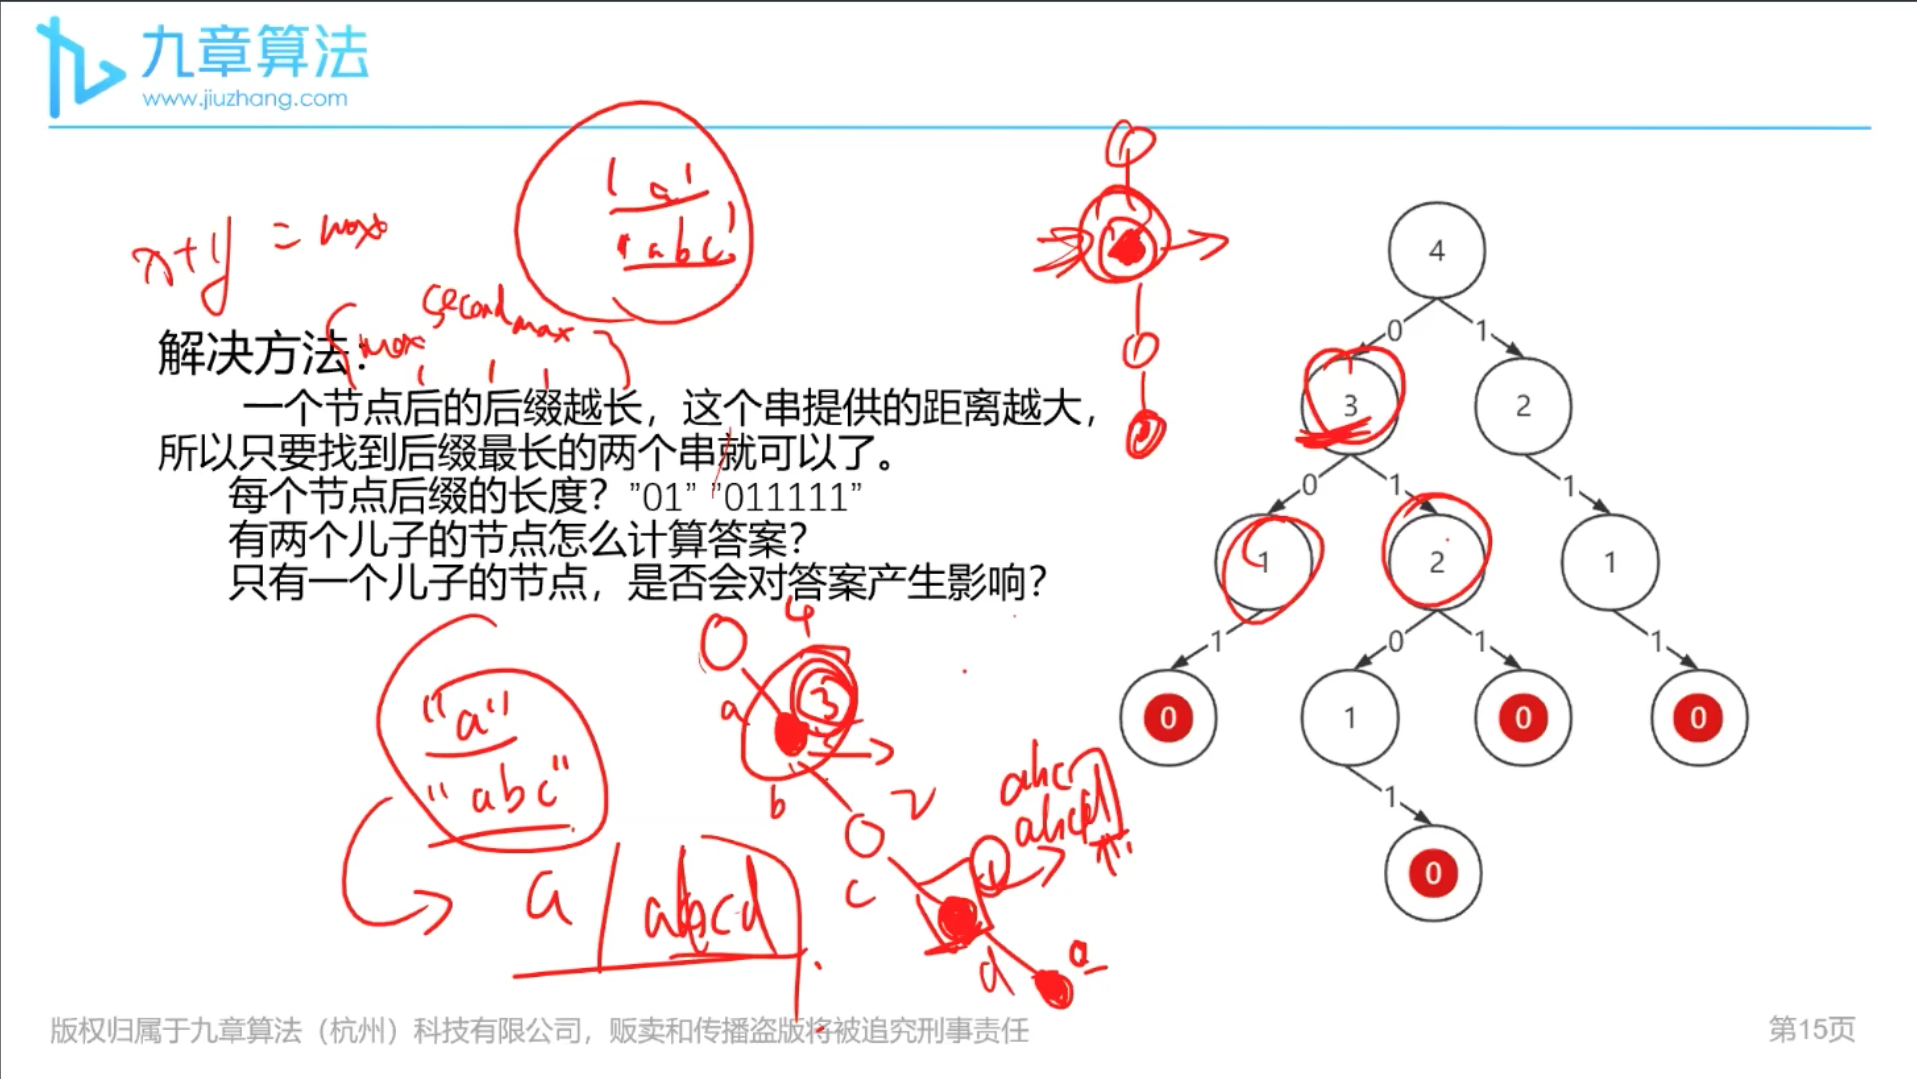 九章算法
www.jiuzhang.com
'a'
'abc'
x+y = max
second max
max
解决方法：
一个节点后的后缀越长，这个串提供的距离越大，
所以只要找到后缀最长的两个串就可以了。
每个节点后缀的长度？”01” ”011111”
有两个儿子的节点怎么计算答案？
只有一个儿子的节点，是否会对答案产生影响？
4
0 1
3 2
0 1 1
1 2 1
1 0 1 1
0 1 0 0
1
0
4
3
a
b
2
c
1
d
a
"a"
"abc"
a abcd
abc
abcd
版权归属于九章算法（杭州）科技有限公司，贩卖和传播盗版将被追究刑事责任
第15页